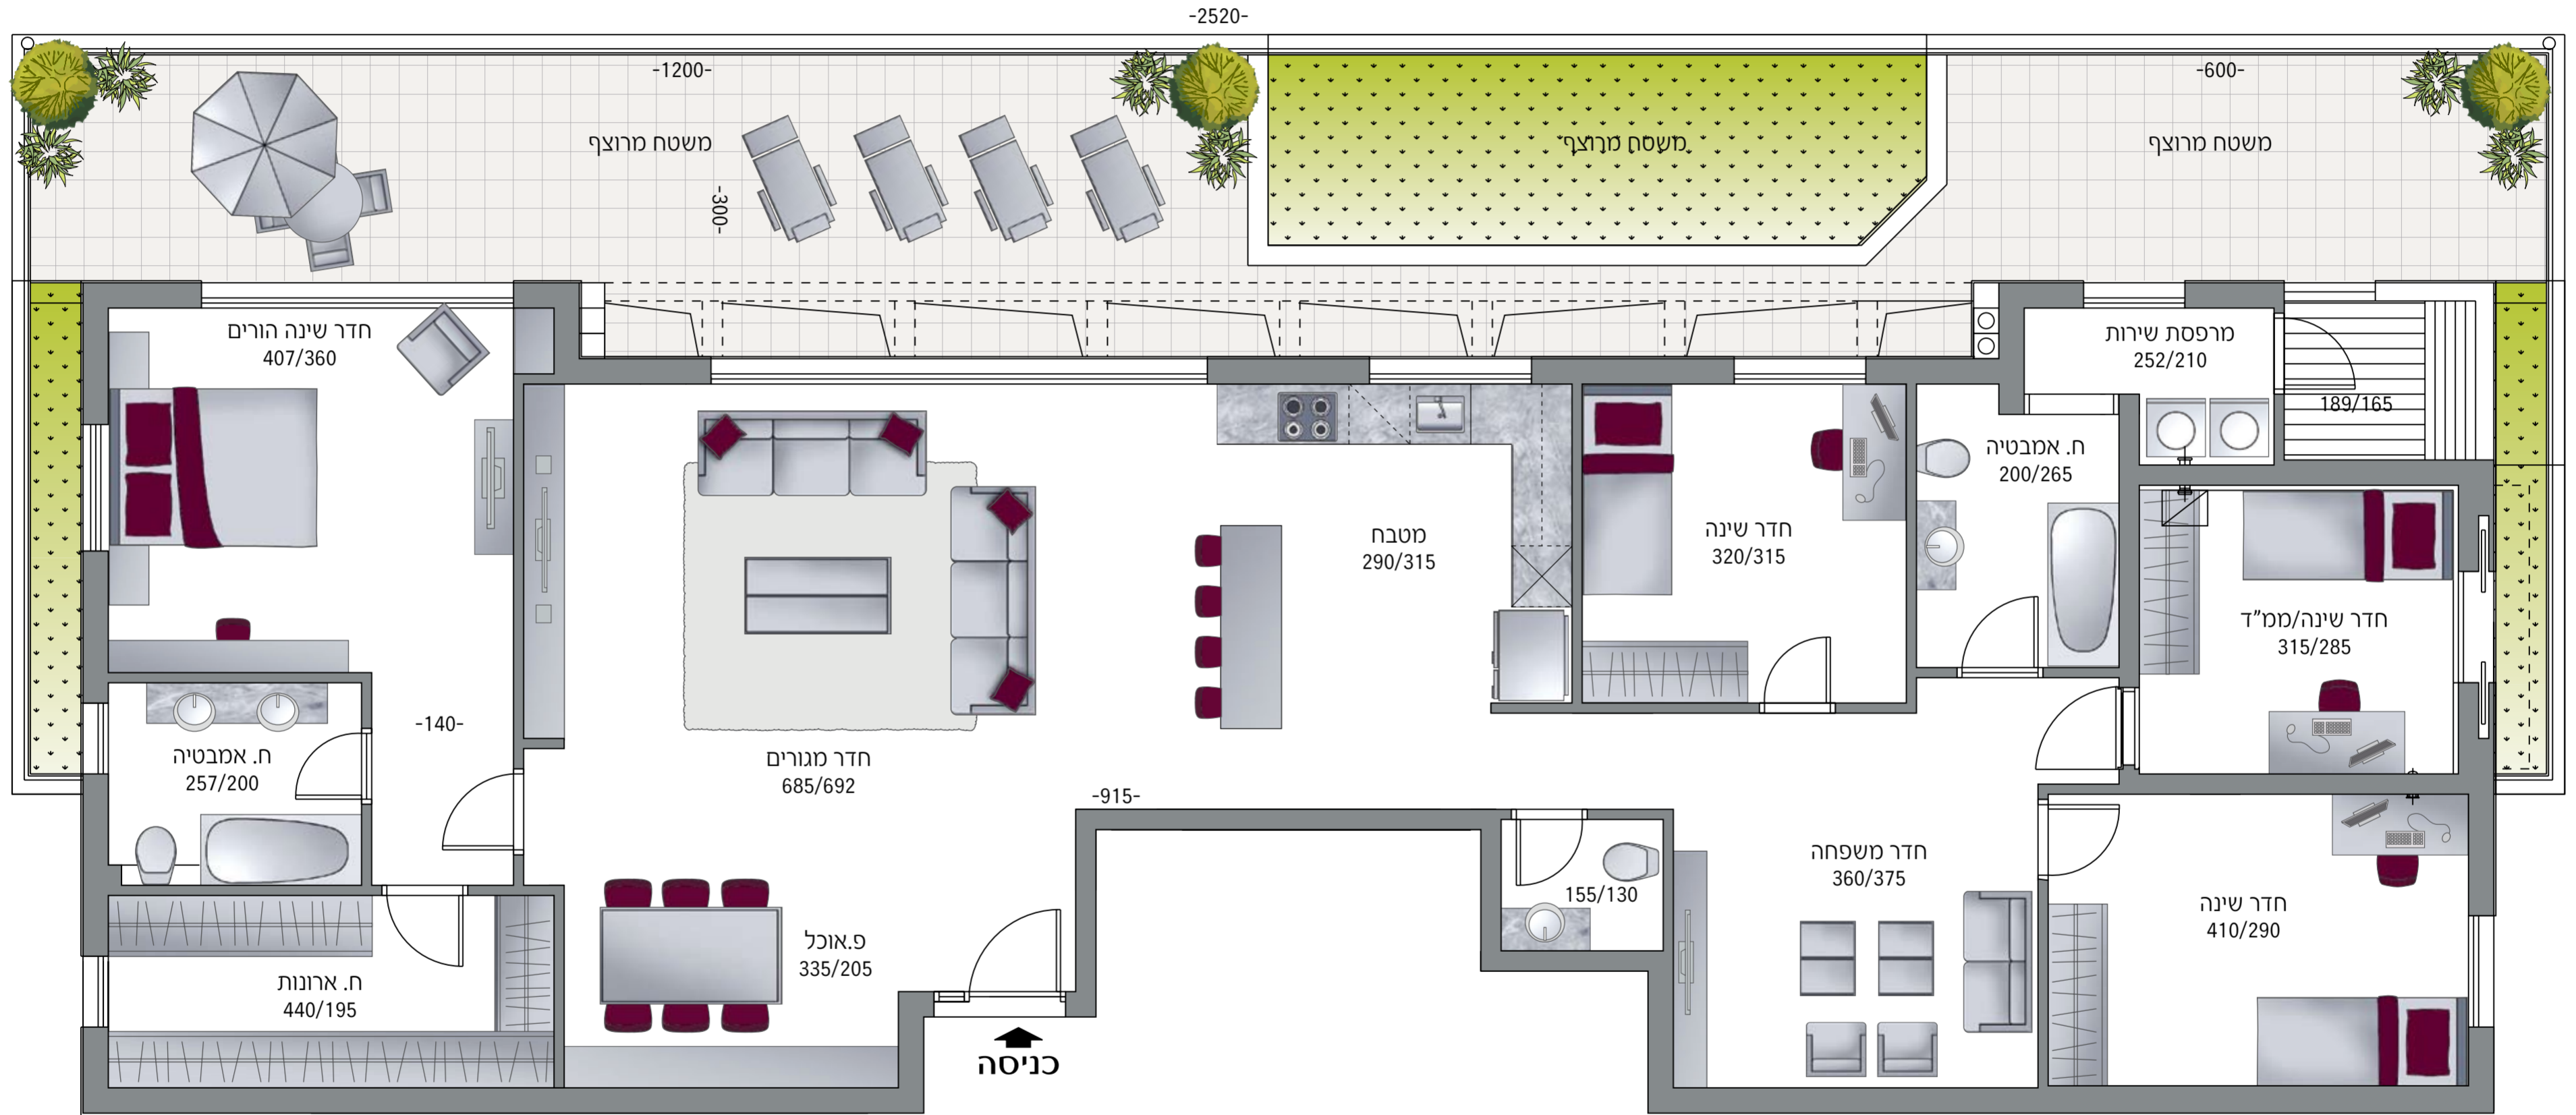 -2520-
-1200-
-600-
משטח מרוצף
משטח מרוצף
משטח מרוצף
-300-
חדר שינה הורים
407/360
מרפסת שירות
252/210
189/165
ח. אמבטיה
200/265
חדר שינה
320/315
מטבח
290/315
חדר שינה/ממ"ד
315/285
-140-
ח. אמבטיה
257/200
חדר מגורים
685/692
-915-
חדר משפחה
360/375
155/130
חדר שינה
410/290
פ.אוכל
335/205
ח. ארונות
440/195
כניסה